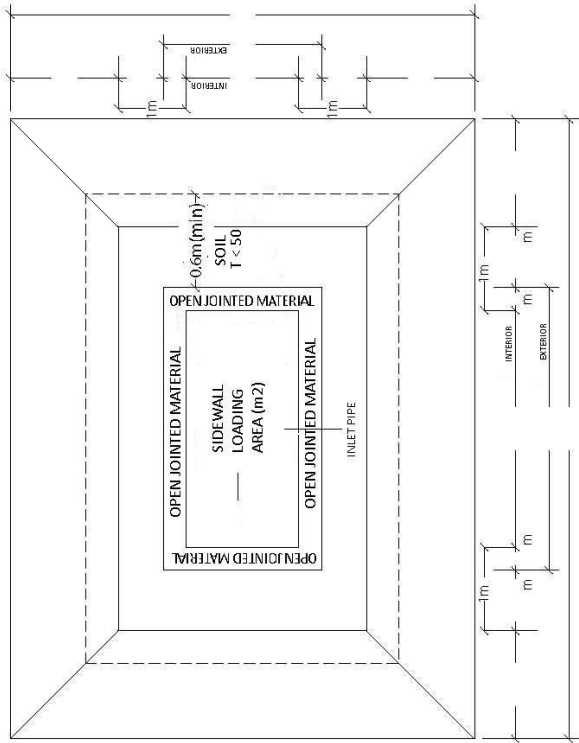 EXTERIOR
INTERIOR
1m
1m
0.6m(min)
SOIL
T < 50
OPEN JOINTED MATERIAL
OPEN JOINTED MATERIAL
SIDEWALL
LOADING
AREA (m2)
OPEN JOINTED MATERIAL
INLET PIPE
OPEN JOINTED MATERIAL
1m
m
m
INTERIOR
EXTERIOR
1m
m
m